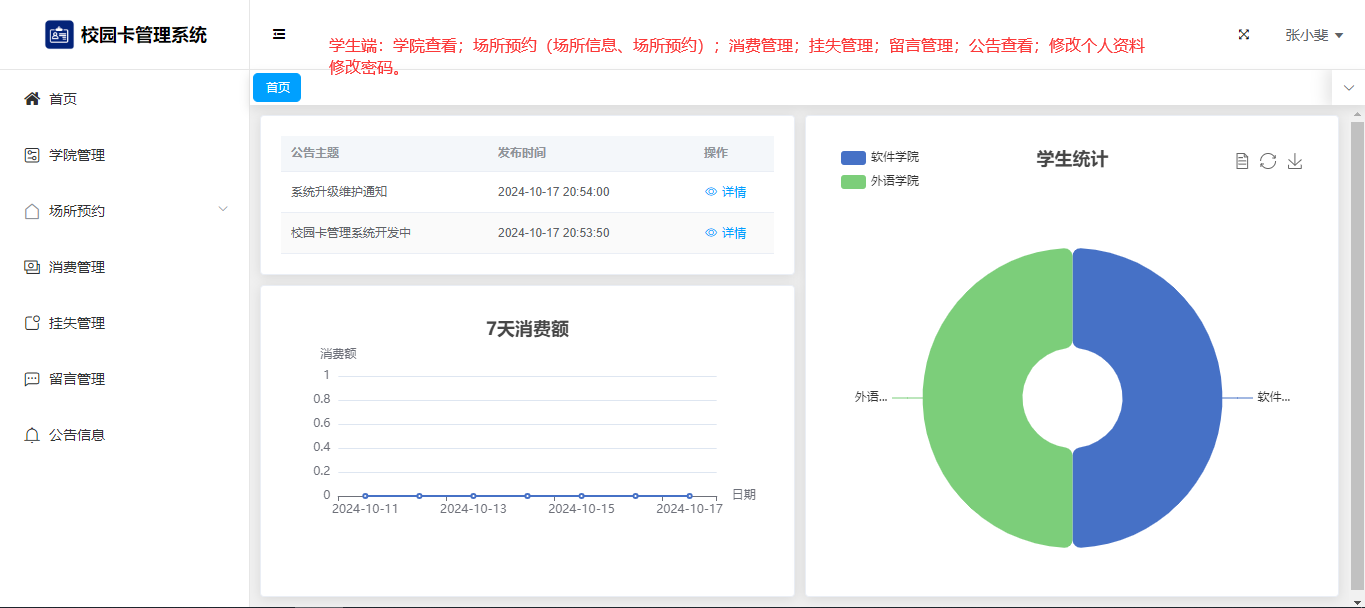 校园卡管理系统
学生端：学院查看；场所预约（场所信息、场所预约）；消费管理；挂失管理；留言管理；公告查看；修改个人资料
修改密码。
张小斐
首页
首页
学院管理
场所预约
消费管理
挂失管理
留言管理
公告信息
公告主题 发布时间 操作
系统升级维护通知 2024-10-17 20:54:00 详情
校园卡管理系统开发中 2024-10-17 20:53:50 详情
7天消费额
消费额
1
0.8
0.6
0.4
0.2
0
日期
2024-10-11 2024-10-13 2024-10-15 2024-10-17
软件学院
外语学院
学生统计
外语...
软件...